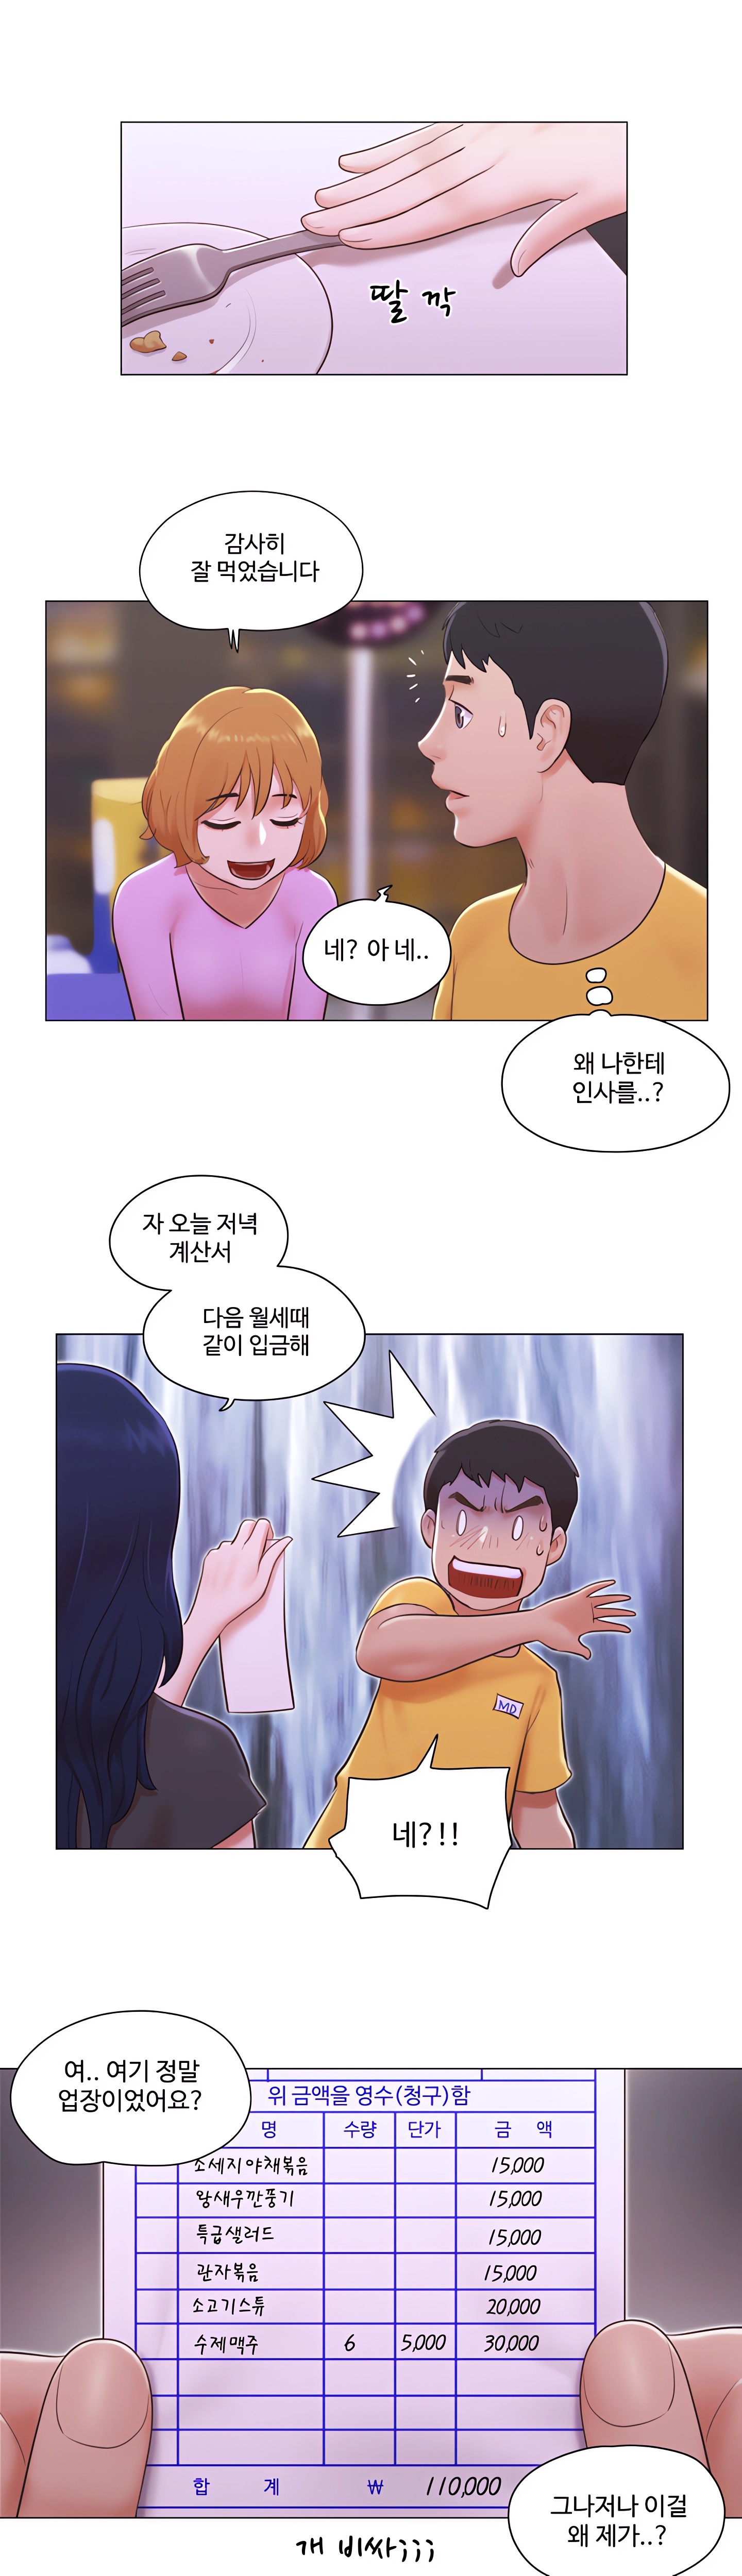 딸깍
감사히
잘 먹었습니다
네? 아 네..
왜 나한테
인사를..?
자 오늘 저녁
계산서
다음 월세때
같이 입금해
MD
네?!!
여.. 여기 정말
업장이었어요?
위 금액을 영수(청구)함
명 수량 단가 금 액
소세지야채볶음 15,000
왕새우깐풍기 15,000
특급샐러드 15,000
관자볶음 15,000
소고기스튜 20,000
수제맥주 6 5,000 30,000
합 계 ₩ 110,000
그나저나 이걸
왜 제가..?
개 비싸;;;